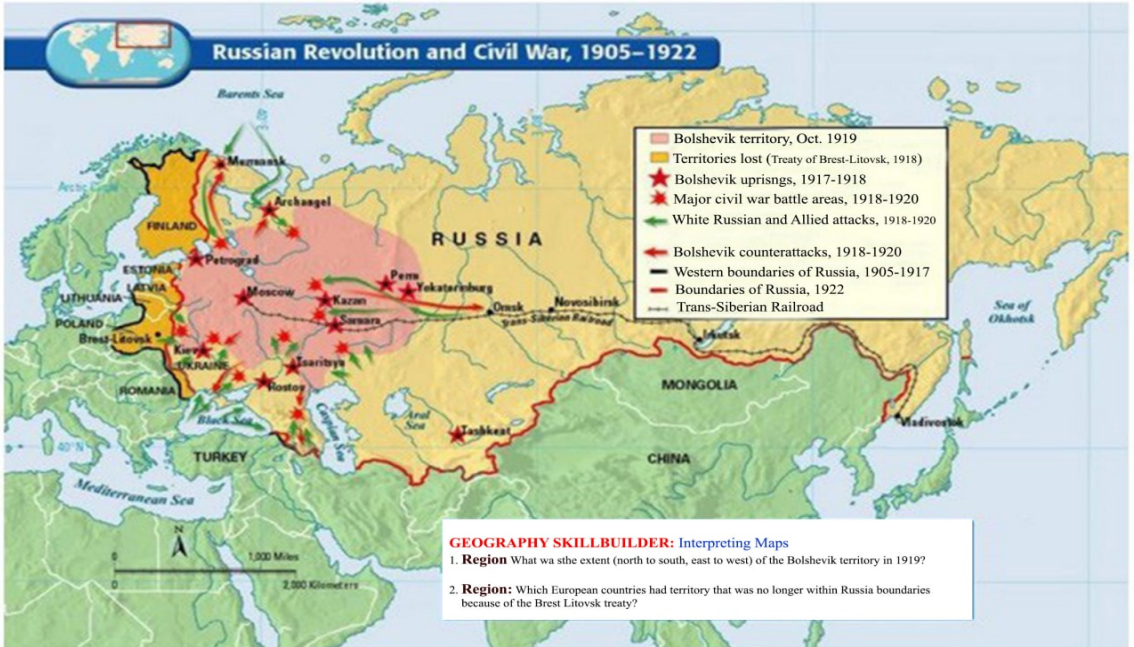 Russian Revolution and Civil War, 1905–1922
Barents Sea
Bolshevik territory, Oct. 1919
Territories lost (Treaty of Brest-Litovsk, 1918)
Bolshevik uprisngs, 1917-1918
Major civil war battle areas, 1918-1920
White Russian and Allied attacks, 1918-1920
Bolshevik counterattacks, 1918-1920
Western boundaries of Russia, 1905-1917
Boundaries of Russia, 1922
Trans-Siberian Railroad
Murmansk
Arctic Circle
Archangel
FINLAND
RUSSIA
Petrograd
ESTONIA
LATVIA
LITHUANIA
Moscow
Perm
Yekaterinburg
Kazan
Omsk
Novosibirsk
Trans-Siberian Railroad
Sea of
Okhotsk
POLAND
Samara
Brest-Litovsk
Kiev
UKRAINE
Irkutsk
Tsaritsyn
ROMANIA
Rostov
MONGOLIA
Black Sea
Caspian Sea
Aral
Sea
Tashkent
Vladivostok
40°N
TURKEY
CHINA
Mediterranean Sea
N
0
1,000 Miles
0
2,000 Kilometers
GEOGRAPHY SKILLBUILDER: Interpreting Maps
1. Region What wa sthe extent (north to south, east to west) of the Bolshevik territory in 1919?
2. Region: Which European countries had territory that was no longer within Russia boundaries
because of the Brest Litovsk treaty?